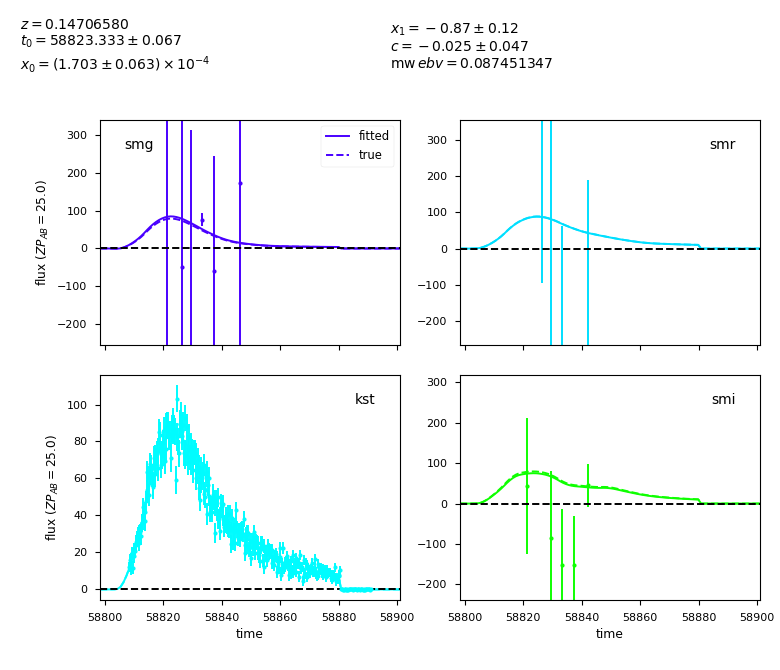 z = 0.14706580
t₀ = 58823.333 ± 0.067
x₀ = (1.703 ± 0.063) × 10⁻⁴
x₁ = −0.87 ± 0.12
c = −0.025 ± 0.047
mw ebv = 0.087451347
smg
fitted
true
300
200
100
0
−100
−200
flux (ZP_AB = 25.0)
smr
300
200
100
0
−100
−200
kst
100
80
60
40
20
0
flux (ZP_AB = 25.0)
58800 58820 58840 58860 58880 58900
time
smi
300
200
100
0
−100
−200
58800 58820 58840 58860 58880 58900
time